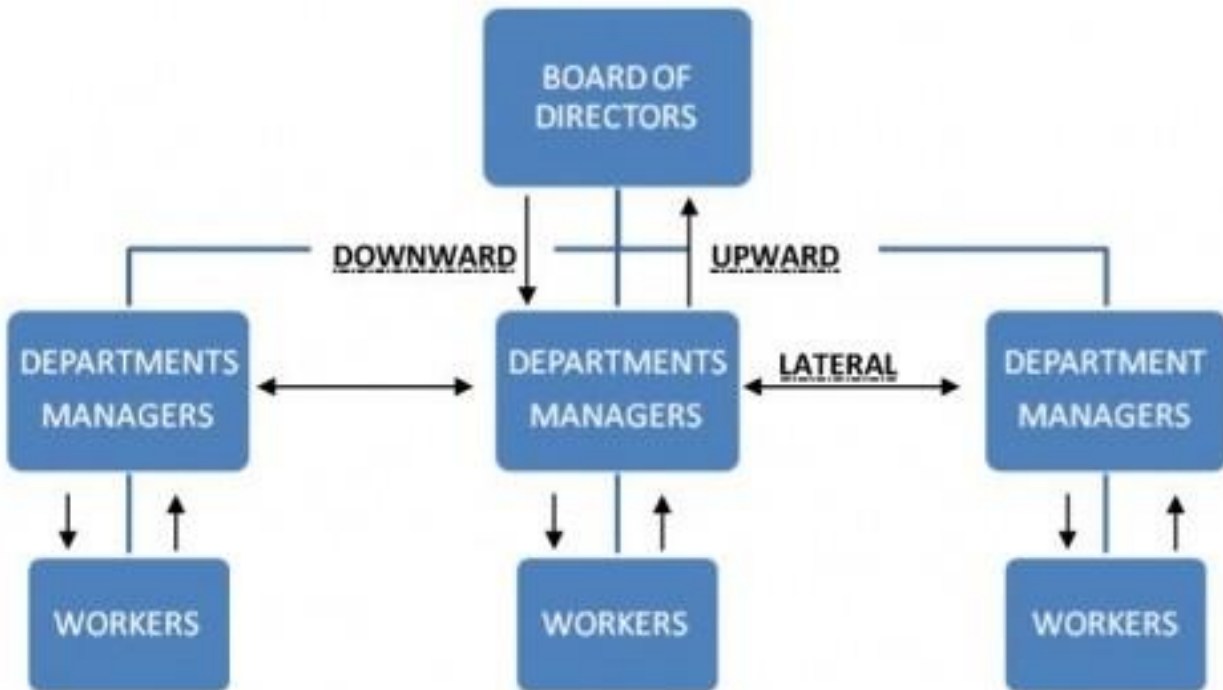 BOARD OF
DIRECTORS
DOWNWARD
UPWARD
DEPARTMENTS
MANAGERS
DEPARTMENTS
MANAGERS
LATERAL
DEPARTMENT
MANAGERS
WORKERS
WORKERS
WORKERS